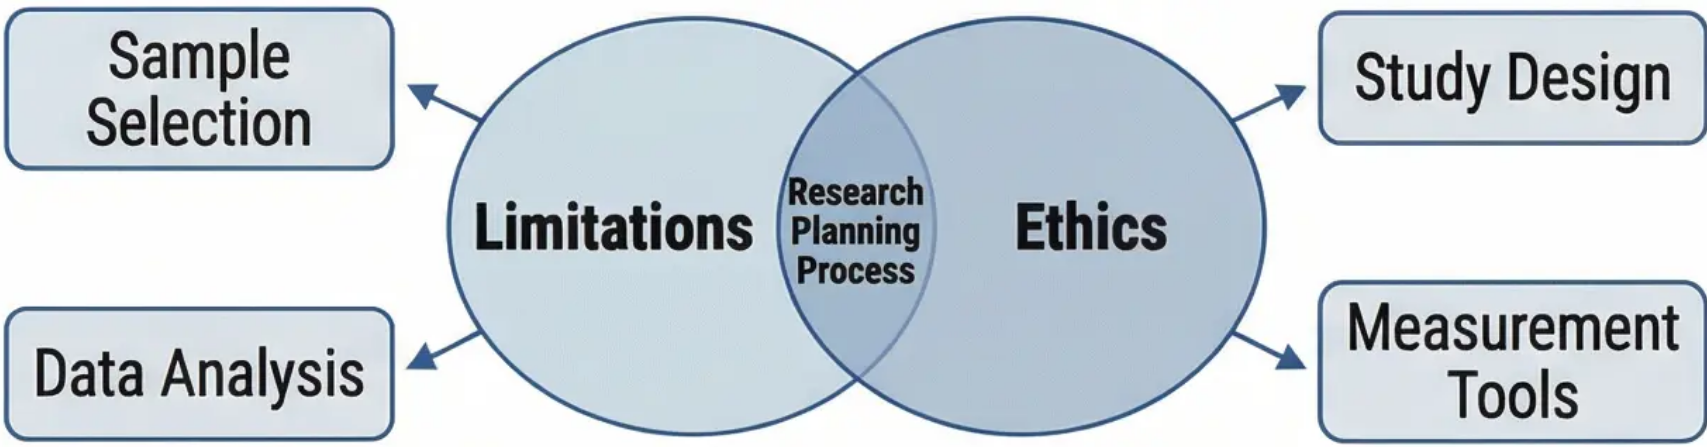 Sample
Selection
Study Design
Limitations
Research
Planning
Process
Ethics
Data Analysis
Measurement
Tools